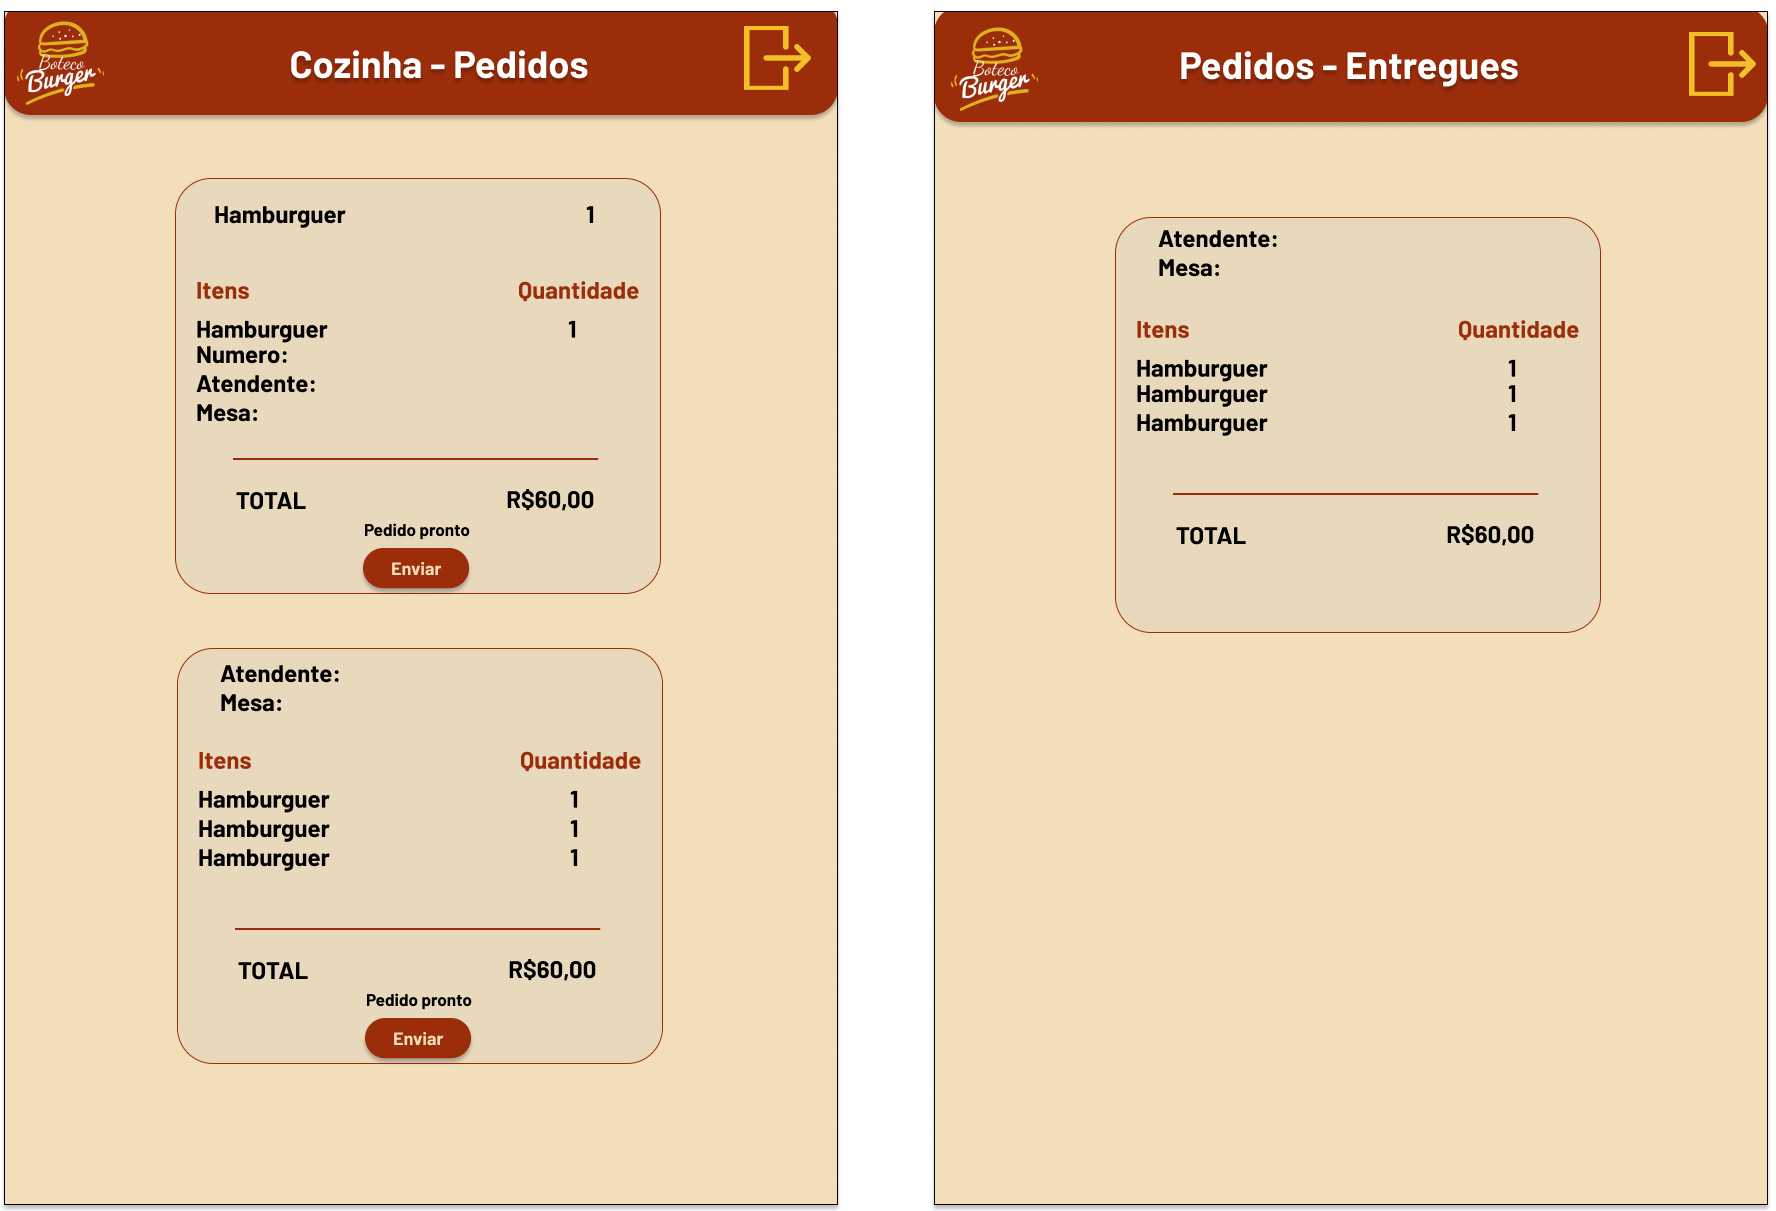 Boteco
Burger
Cozinha - Pedidos
Hamburguer 1
Itens Quantidade
Hamburguer 1
Numero:
Atendente:
Mesa:
TOTAL R$60,00
Pedido pronto
Enviar
Atendente:
Mesa:
Itens Quantidade
Hamburguer 1
Hamburguer 1
Hamburguer 1
TOTAL R$60,00
Pedido pronto
Enviar
Boteco
Burger
Pedidos - Entregues
Atendente:
Mesa:
Itens Quantidade
Hamburguer 1
Hamburguer 1
Hamburguer 1
TOTAL R$60,00